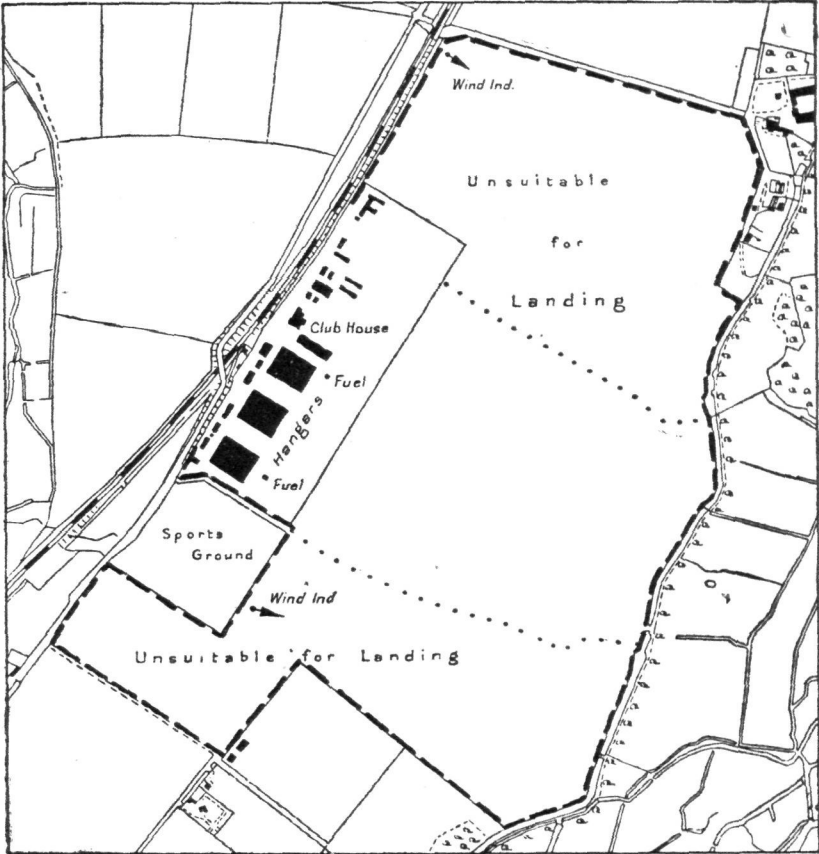 Wind Ind.
Unsuitable
for
Landing
F
Club House
Fuel
Hangers
Fuel
Sports
Ground
Wind Ind
Unsuitable for Landing